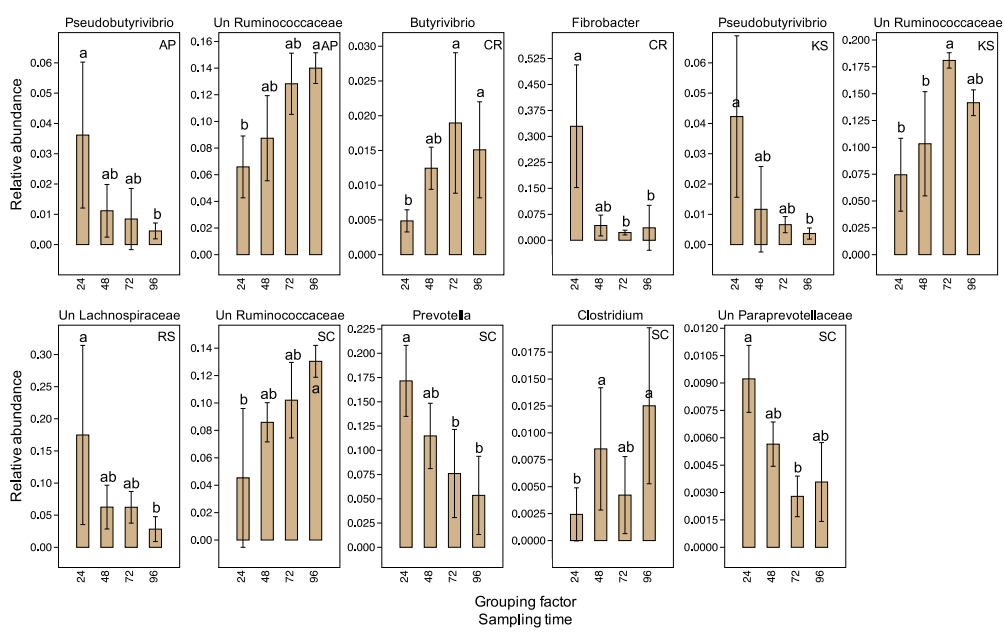 Pseudobutyrivibrio
AP
Relative abundance
0.06
0.05
0.04
0.03
0.02
0.01
0.00
a
ab
ab
b
24
48
72
96
Un Ruminococcaceae
AP
0.16
0.14
0.12
0.10
0.08
0.06
0.04
0.02
0.00
b
ab
ab
a
24
48
72
96
Butyrivibrio
CR
0.030
0.025
0.020
0.015
0.010
0.005
0.000
b
ab
a
a
24
48
72
96
Fibrobacter
CR
0.525
0.450
0.375
0.300
0.225
0.150
0.075
0.000
a
ab
b
b
24
48
72
96
Pseudobutyrivibrio
KS
0.06
0.05
0.04
0.03
0.02
0.01
0.00
a
ab
ab
b
24
48
72
96
Un Ruminococcaceae
KS
0.200
0.175
0.150
0.125
0.100
0.075
0.050
0.025
0.000
b
b
a
ab
24
48
72
96
Un Lachnospiraceae
RS
Relative abundance
0.30
0.25
0.20
0.15
0.10
0.05
0.00
a
ab
ab
b
24
48
72
96
Un Ruminococcaceae
SC
0.14
0.12
0.10
0.08
0.06
0.04
0.02
0.00
b
ab
ab
a
24
48
72
96
Prevotella
SC
0.225
0.200
0.175
0.150
0.125
0.100
0.075
0.050
0.025
0.000
a
ab
b
b
24
48
72
96
Clostridium
SC
0.0175
0.0150
0.0125
0.0100
0.0075
0.0050
0.0025
0.0000
b
a
ab
a
24
48
72
96
Un Paraprevotellaceae
SC
0.0120
0.0105
0.0090
0.0075
0.0060
0.0045
0.0030
0.0015
0.0000
a
ab
b
ab
24
48
72
96
Grouping factor
Sampling time